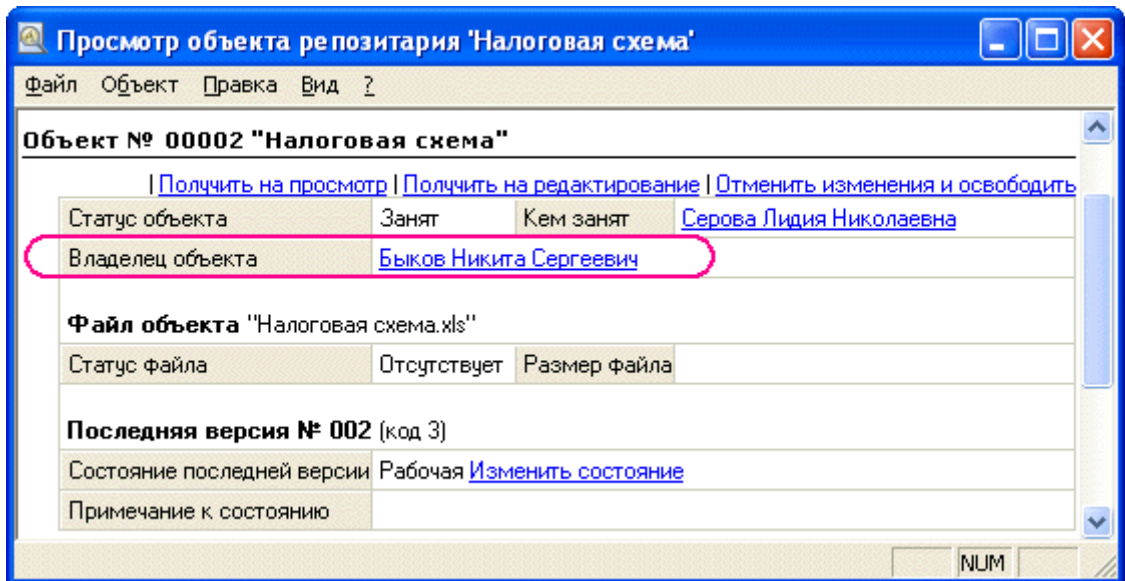 Просмотр объекта репозитария 'Налоговая схема'
Файл Объект Правка Вид ?
Объект № 00002 "Налоговая схема"
| Получить на просмотр | Получить на редактирование | Отменить изменения и освободить
Статус объекта Занят Кем занят Серова Лидия Николаевна
Владелец объекта Быков Никита Сергеевич
Файл объекта "Налоговая схема.xls"
Статус файла Отсутствует Размер файла
Последняя версия № 002 (код 3)
Состояние последней версии Рабочая Изменить состояние
Примечание к состоянию
NUM